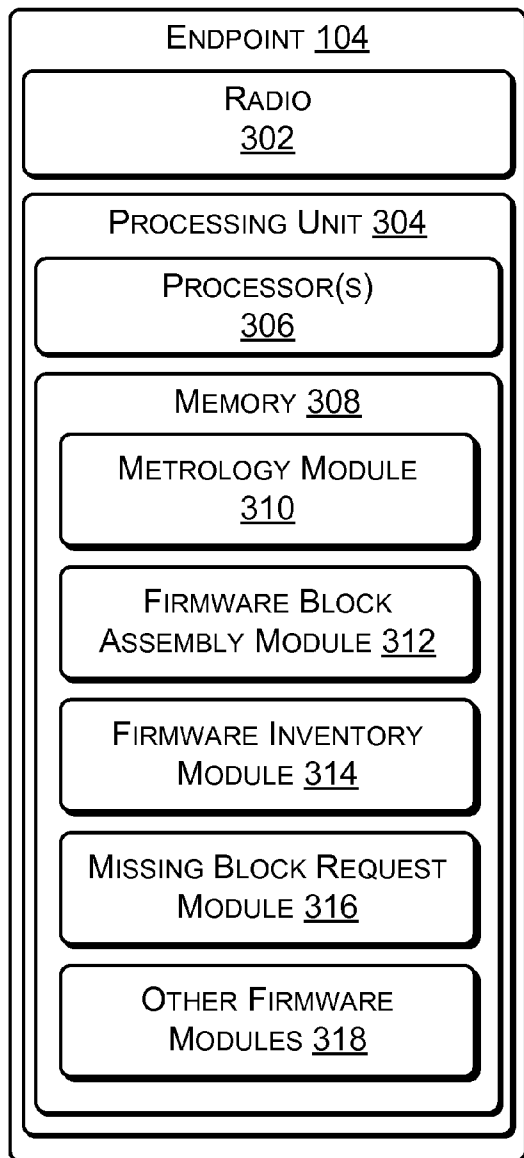 ENDPOINT 104
RADIO
302
PROCESSING UNIT 304
PROCESSOR(S)
306
MEMORY 308
METROLOGY MODULE
310
FIRMWARE BLOCK
ASSEMBLY MODULE 312
FIRMWARE INVENTORY
MODULE 314
MISSING BLOCK REQUEST
MODULE 316
OTHER FIRMWARE
MODULES 318